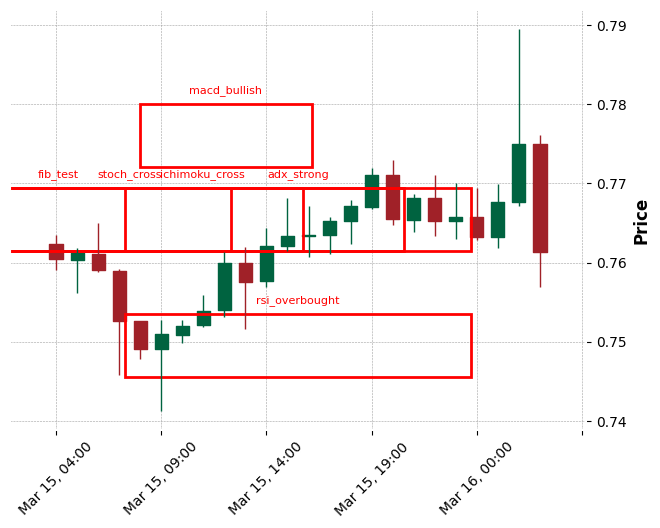 0.79
macd_bullish
0.78
fib_test
stoch_cross
ichimoku_cross
adx_strong
0.77
Price
0.76
rsi_overbought
0.75
0.74
Mar 15, 04:00
Mar 15, 09:00
Mar 15, 14:00
Mar 15, 19:00
Mar 16, 00:00